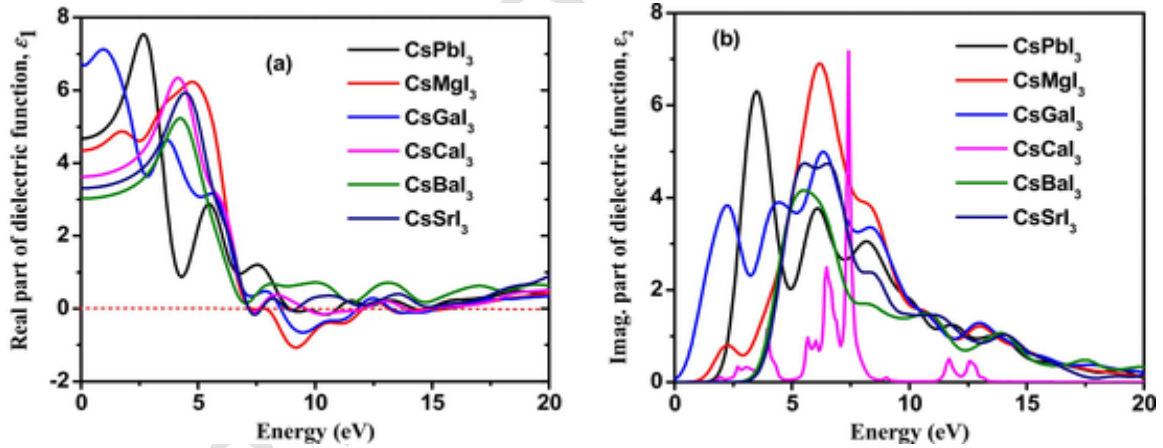 8
6
4
2
0
-2
Real part of dielectric function, ε1
(a)
CsPbI3
CsMgI3
CsGaI3
CsCaI3
CsBaI3
CsSrI3
0
5
10
15
20
Energy (eV)
8
6
4
2
0
Imag. part of dielectric function, ε2
(b)
CsPbI3
CsMgI3
CsGaI3
CsCaI3
CsBaI3
CsSrI3
0
5
10
15
20
Energy (eV)